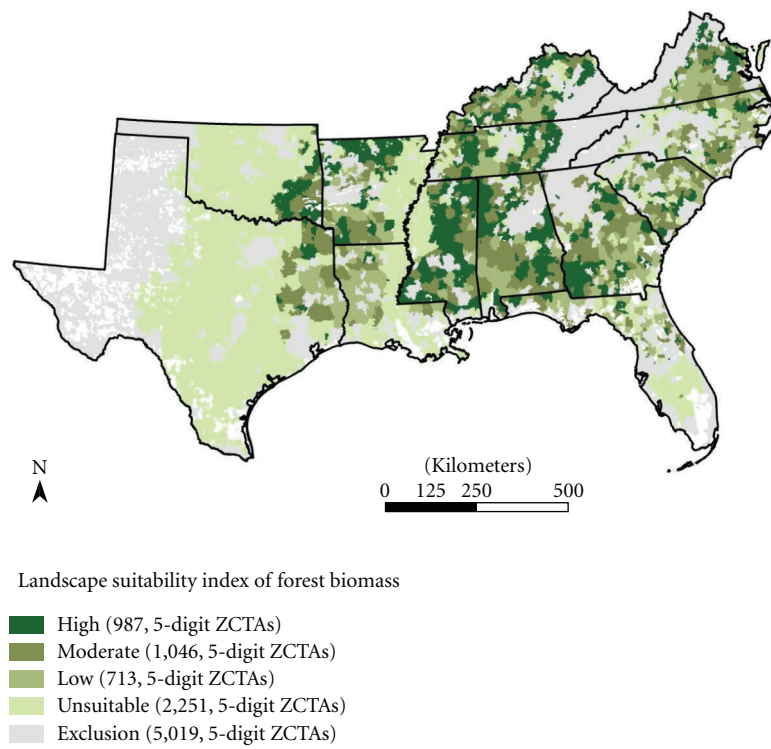 N
(Kilometers)
0 125 250 500
Landscape suitability index of forest biomass
High (987, 5-digit ZCTAs)
Moderate (1,046, 5-digit ZCTAs)
Low (713, 5-digit ZCTAs)
Unsuitable (2,251, 5-digit ZCTAs)
Exclusion (5,019, 5-digit ZCTAs)